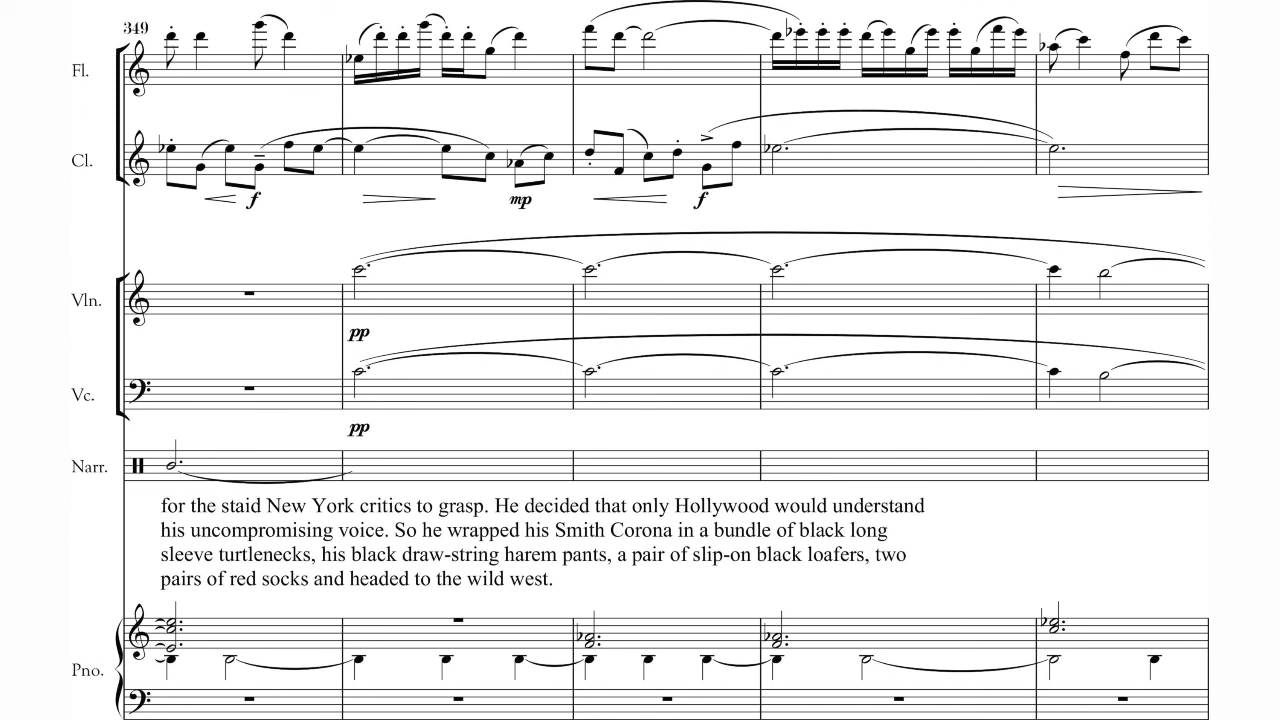 349
Fl.
Cl.
f
mp
f
Vln.
pp
Vc.
pp
Narr.
for the staid New York critics to grasp. He decided that only Hollywood would understand
his uncompromising voice. So he wrapped his Smith Corona in a bundle of black long
sleeve turtlenecks, his black draw-string harem pants, a pair of slip-on black loafers, two
pairs of red socks and headed to the wild west.
Pno.